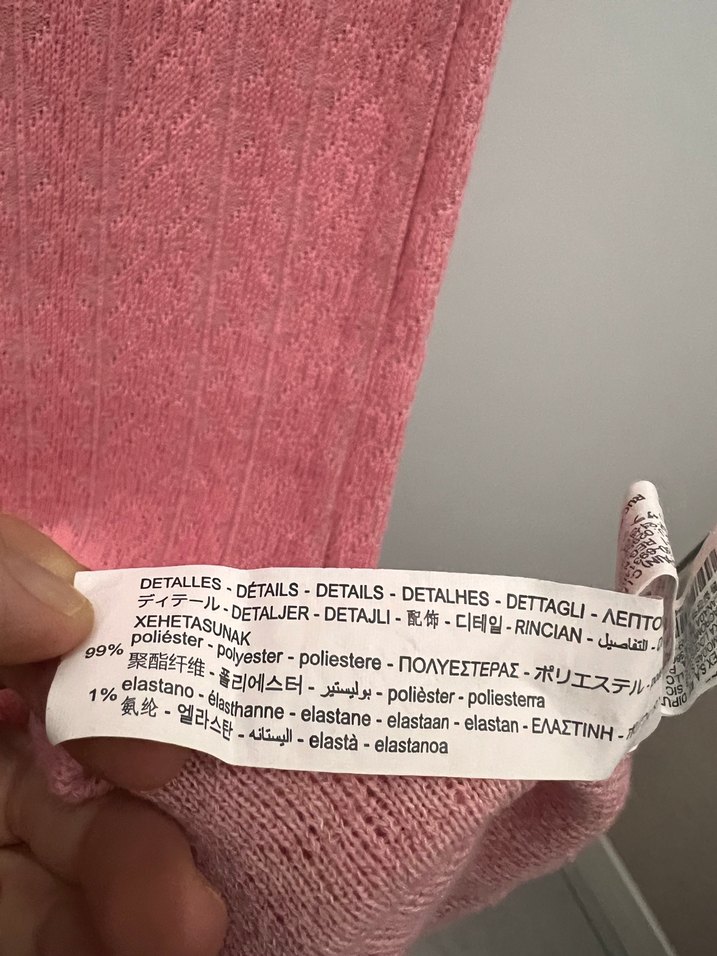 DETALLES - DÉTAILS - DETAILS - DETALHES - DETTAGLI - ΛΕΠΤΟ
ディテール - DETALJER - DETAJLI - 配饰 - 디테일 - RINCIAN - التفاصيل -
XEHETASUNAK
99% poliéster - polyester - poliestere - ΠΟΛΥΕΣΤΕΡΑΣ - ポリエステル -
聚酯纤维 - 폴리에스터 - بوليستير - polièster - poliesterra
1% elastano - élasthanne - elastane - elastaan - elastan - ΕΛΑΣΤΙΝΗ -
氨纶 - 엘라스탄 - اليستانه - elastà - elastanoa